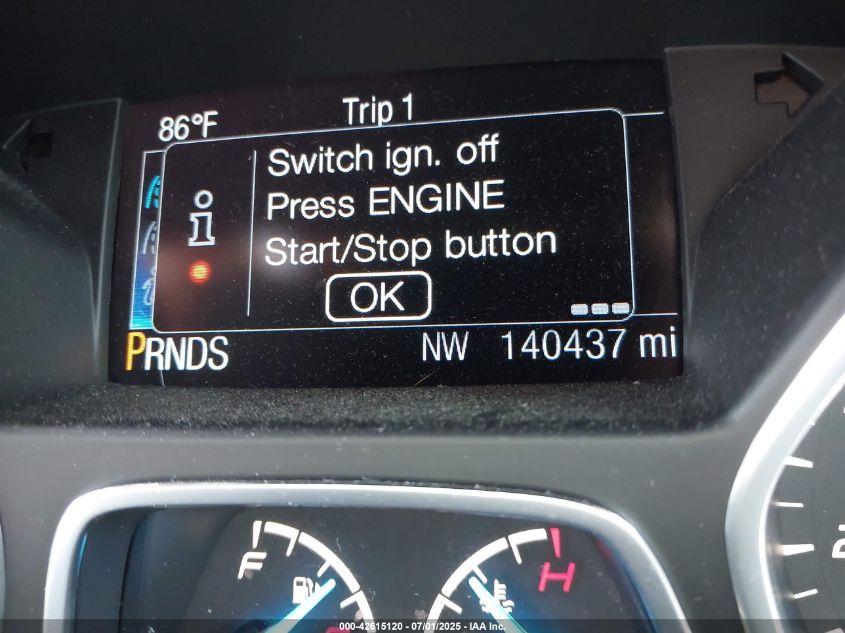 86°F Trip 1
Switch ign. off
Press ENGINE
Start/Stop button
OK
PRNDS NW 140437 mi
F H
000-42615120 - 07/01/2025 - IAA Inc.